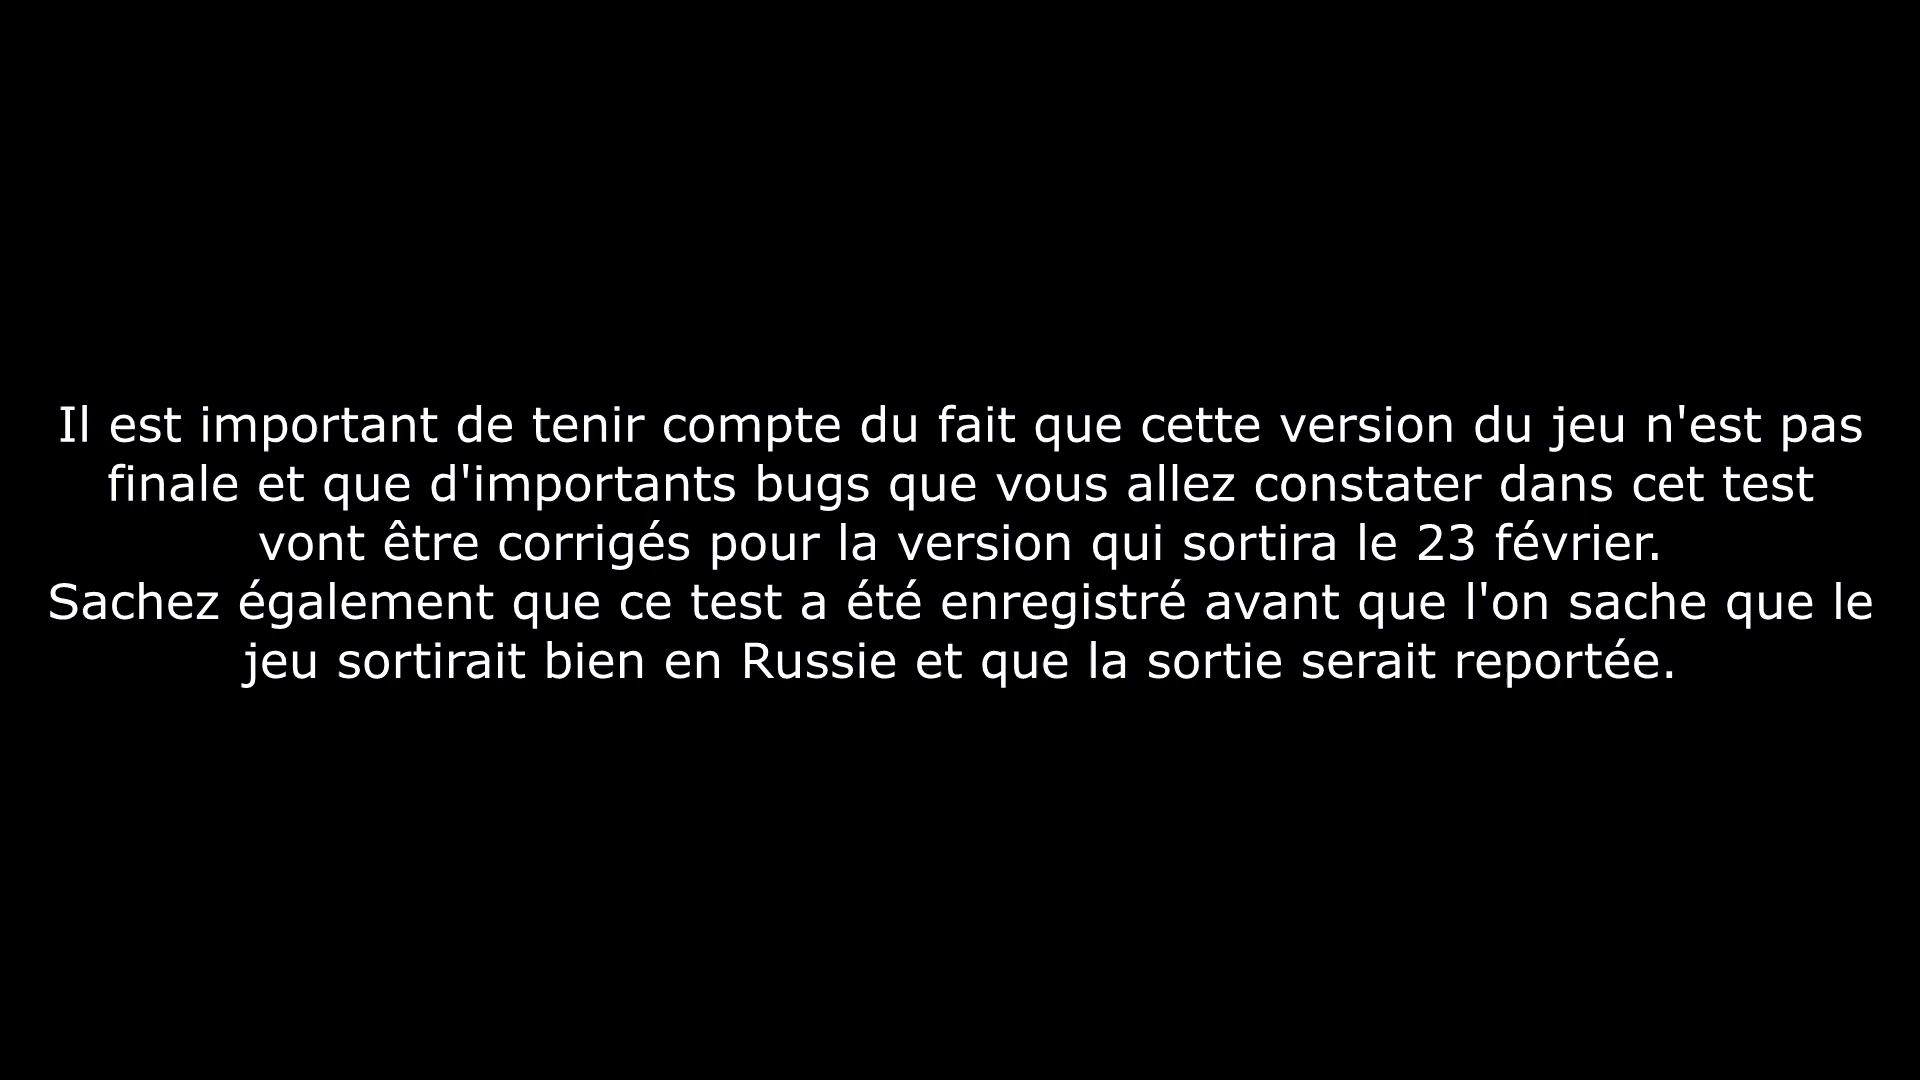 Il est important de tenir compte du fait que cette version du jeu n'est pas
finale et que d'importants bugs que vous allez constater dans cet test
vont être corrigés pour la version qui sortira le 23 février.
Sachez également que ce test a été enregistré avant que l'on sache que le
jeu sortirait bien en Russie et que la sortie serait reportée.